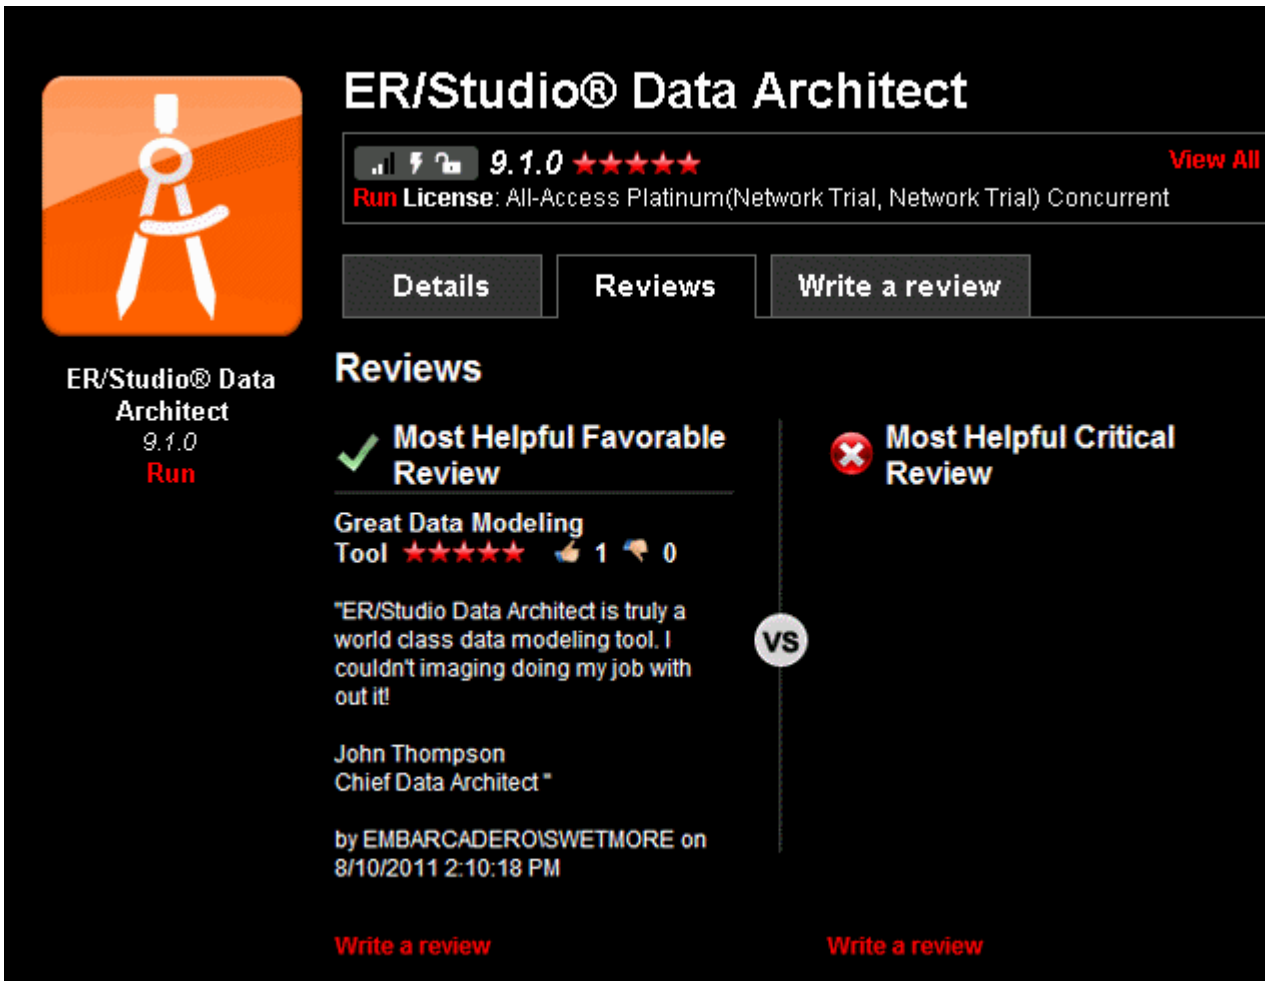 ER/Studio® Data Architect
9.1.0
View All
Run License: All-Access Platinum(Network Trial, Network Trial) Concurrent
Details
Reviews
Write a review
ER/Studio® Data
Architect
9.1.0
Run
Reviews
Most Helpful Favorable
Review
Great Data Modeling
Tool 1 0
"ER/Studio Data Architect is truly a
world class data modeling tool. I
couldn't imaging doing my job with
out it!
John Thompson
Chief Data Architect "
by EMBARCADERO\SWETMORE on
8/10/2011 2:10:18 PM
Write a review
VS
Most Helpful Critical
Review
Write a review